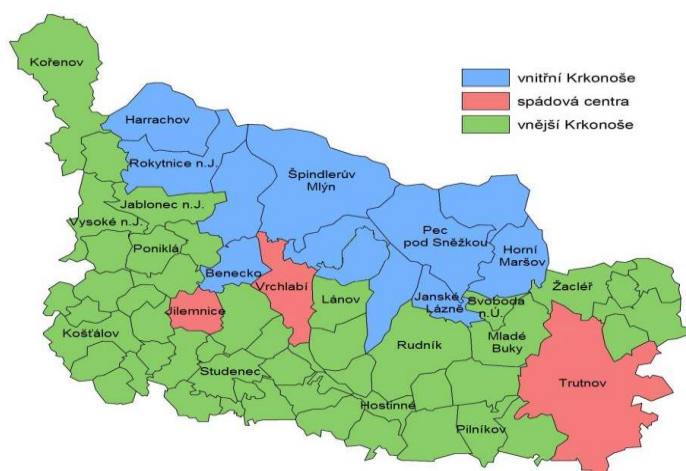 Kořenov
vnitřní Krkonoše
spádová centra
vnější Krkonoše
Harrachov
Rokytnice n.J.
Špindlerův
Mlýn
Jablonec n.J.
Vysoké n.J.
Poniklá
Pec
pod Sněžkou
Horní
Maršov
Benecko
Vrchlabí
Lánov
Janské
Lázně
Svoboda
n.Ú.
Žacléř
Jilemnice
Košťálov
Rudník
Mladé
Buky
Studenec
Trutnov
Hostinné
Pilníkov